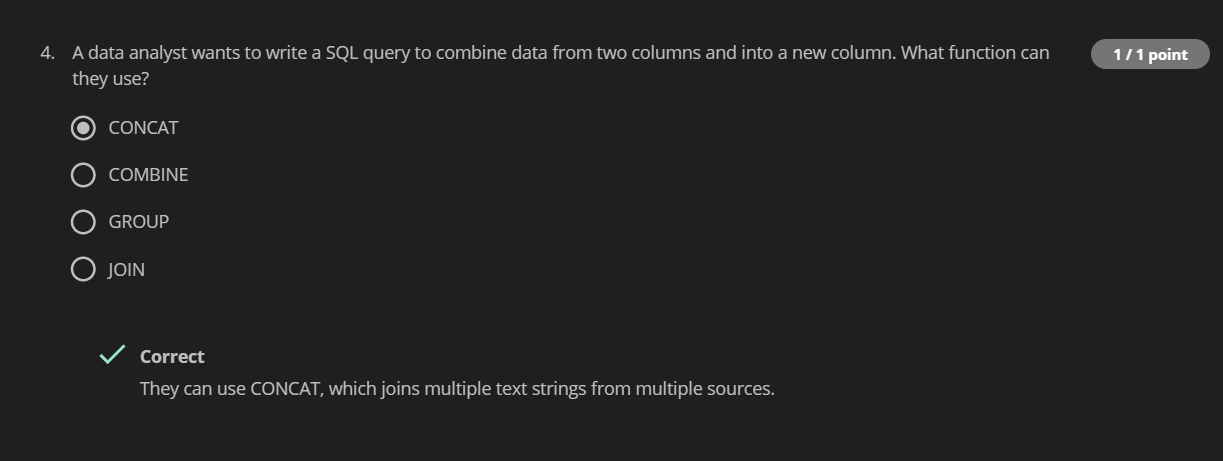 4. A data analyst wants to write a SQL query to combine data from two columns and into a new column. What function can
they use?
1 / 1 point
CONCAT
COMBINE
GROUP
JOIN
Correct
They can use CONCAT, which joins multiple text strings from multiple sources.